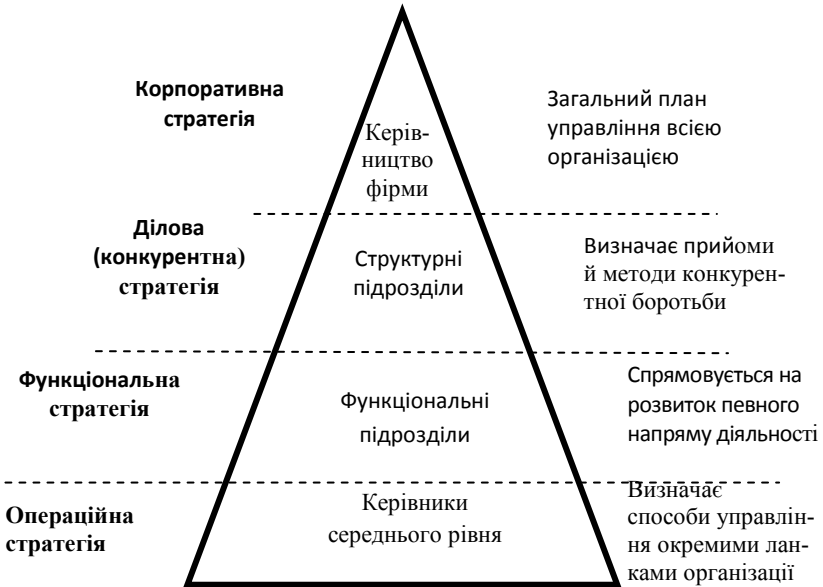 Корпоративна
стратегія
Керів-
ництво
фірми
Загальний план
управління всією
організацією
Ділова
(конкурентна)
стратегія
Структурні
підрозділи
Визначає прийоми
й методи конкурен-
тної боротьби
Функціональна
стратегія
Функціональні
підрозділи
Спрямовується на
розвиток певного
напряму діяльності
Операційна
стратегія
Керівники
середнього рівня
Визначає
способи управлін-
ня окремими лан-
ками організації